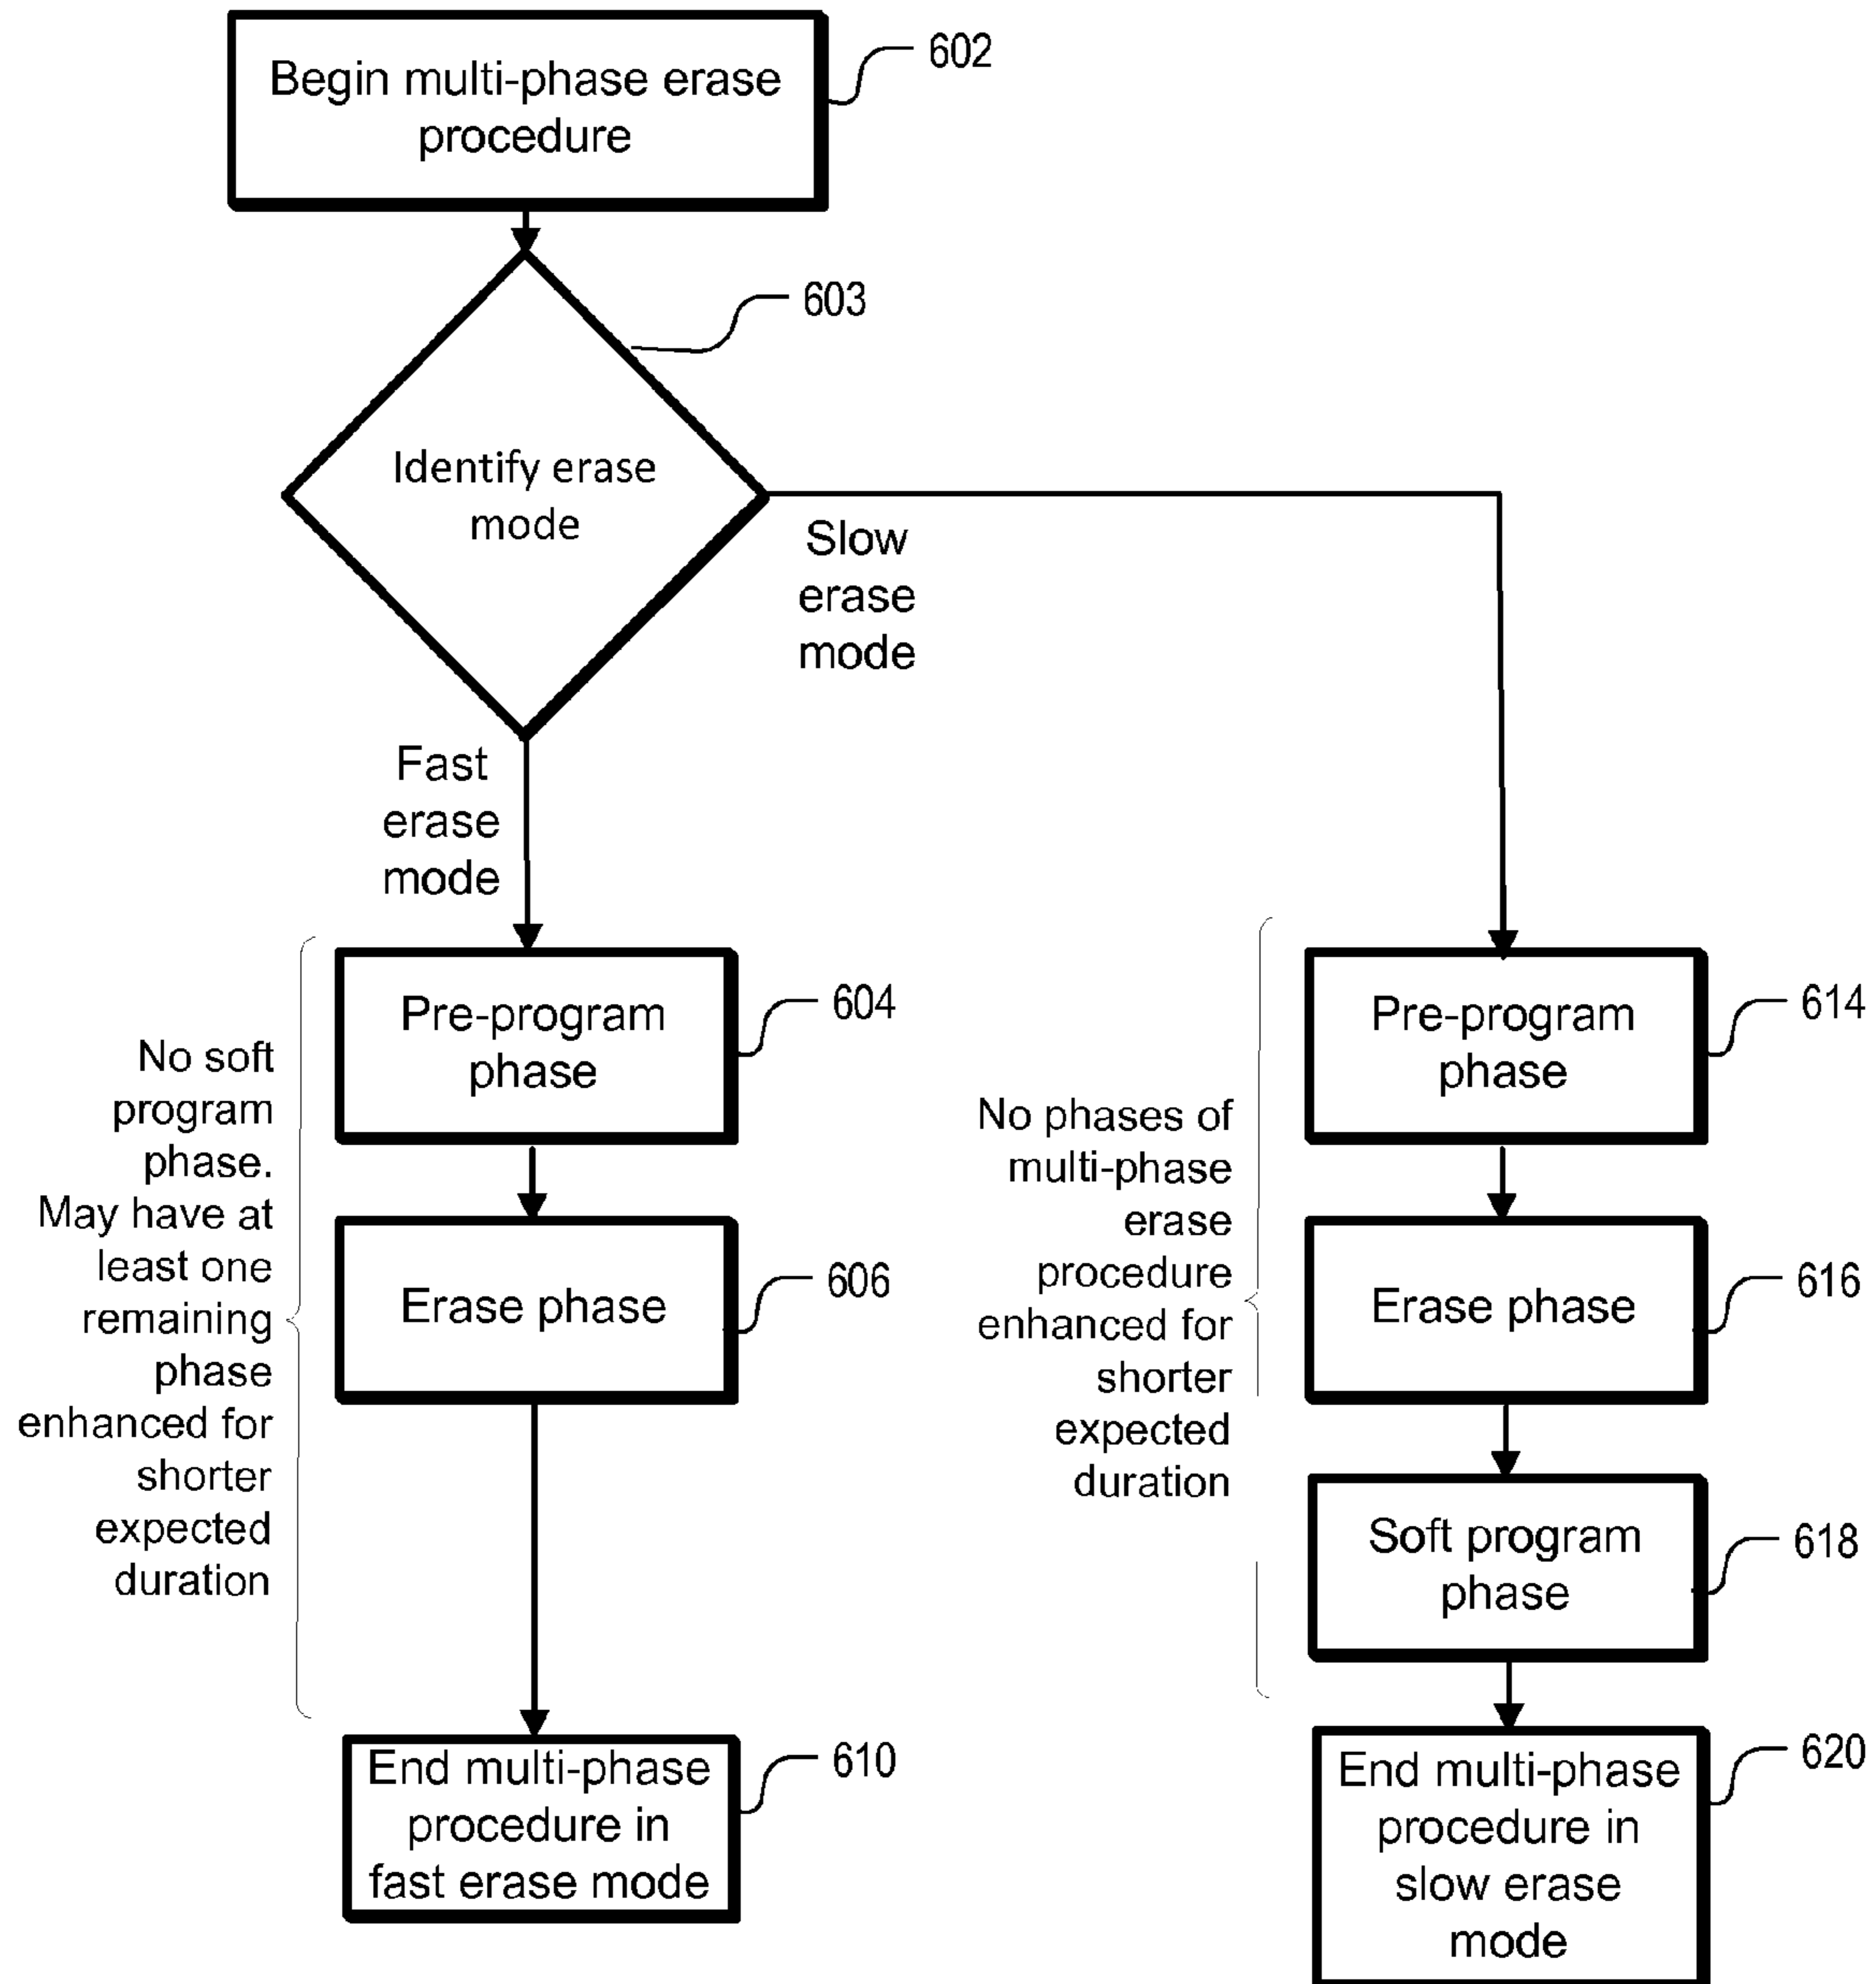 Begin multi-phase erase
procedure
602
603
Identify erase
mode
Slow
erase
mode
Fast
erase
mode
No soft
program
phase.
May have at
least one
remaining
phase
enhanced for
shorter
expected
duration
Pre-program
phase
604
Erase phase
606
End multi-phase
procedure in
fast erase mode
610
No phases of
multi-phase
erase
procedure
enhanced for
shorter
expected
duration
Pre-program
phase
614
Erase phase
616
Soft program
phase
618
End multi-phase
procedure in
slow erase
mode
620